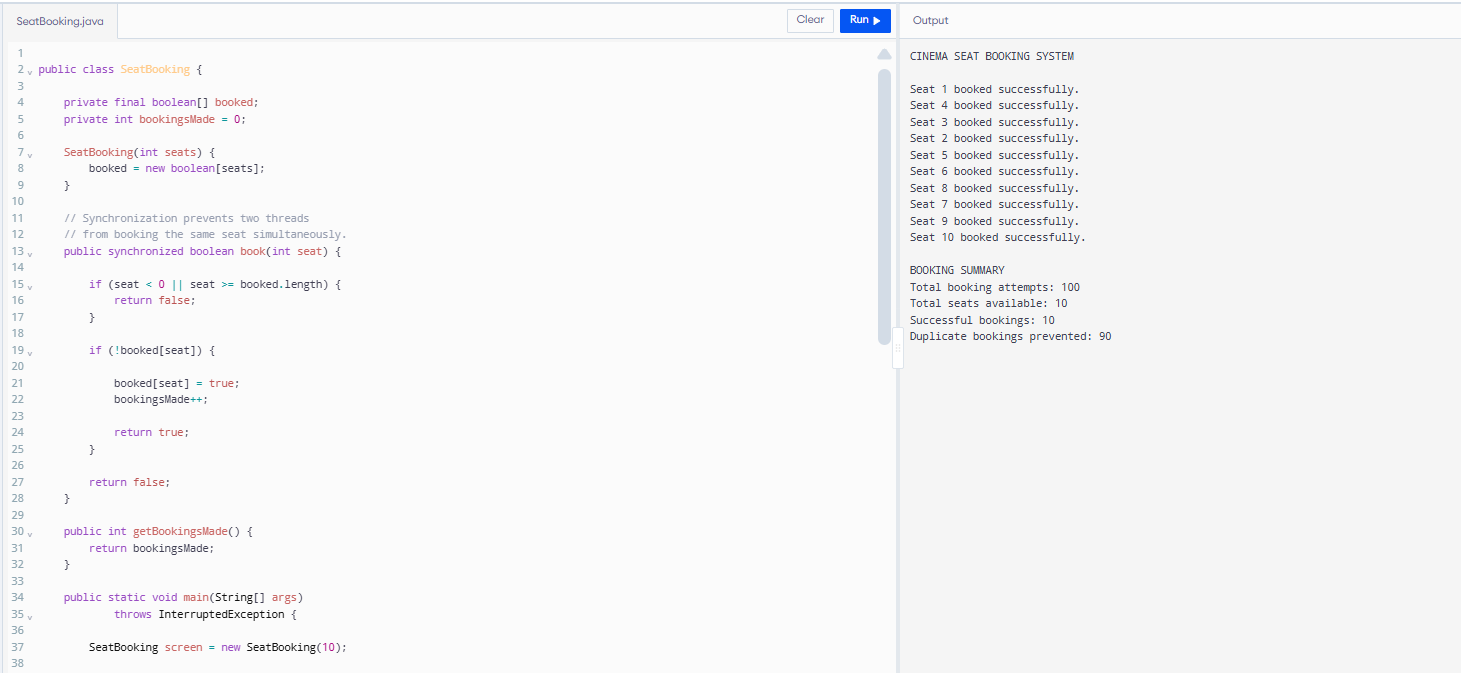 SeatBooking.java
Clear
Run
1
2 public class SeatBooking {
3
4     private final boolean[] booked;
5     private int bookingsMade = 0;
6
7     SeatBooking(int seats) {
8         booked = new boolean[seats];
9     }
10
11     // Synchronization prevents two threads
12     // from booking the same seat simultaneously.
13     public synchronized boolean book(int seat) {
14
15         if (seat < 0 || seat >= booked.length) {
16             return false;
17         }
18
19         if (!booked[seat]) {
20
21             booked[seat] = true;
22             bookingsMade++;
23
24             return true;
25         }
26
27         return false;
28     }
29
30     public int getBookingsMade() {
31         return bookingsMade;
32     }
33
34     public static void main(String[] args)
35             throws InterruptedException {
36
37         SeatBooking screen = new SeatBooking(10);
38
Output
CINEMA SEAT BOOKING SYSTEM
Seat 1 booked successfully.
Seat 4 booked successfully.
Seat 3 booked successfully.
Seat 2 booked successfully.
Seat 5 booked successfully.
Seat 6 booked successfully.
Seat 8 booked successfully.
Seat 7 booked successfully.
Seat 9 booked successfully.
Seat 10 booked successfully.
BOOKING SUMMARY
Total booking attempts: 100
Total seats available: 10
Successful bookings: 10
Duplicate bookings prevented: 90